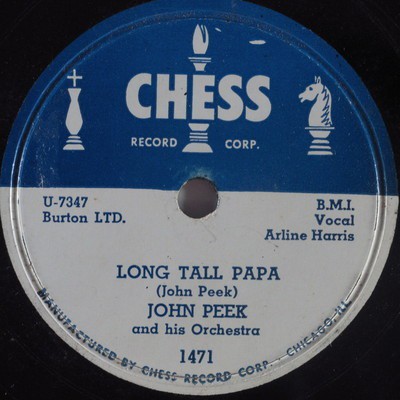 CHESS
RECORD CORP.
U-7347
Burton LTD.
B.M.I.
Vocal
Arline Harris
LONG TALL PAPA
(John Peek)
JOHN PEEK
and his Orchestra
1471
MANUFACTURED BY CHESS RECORD CORP. - CHICAGO, ILL.